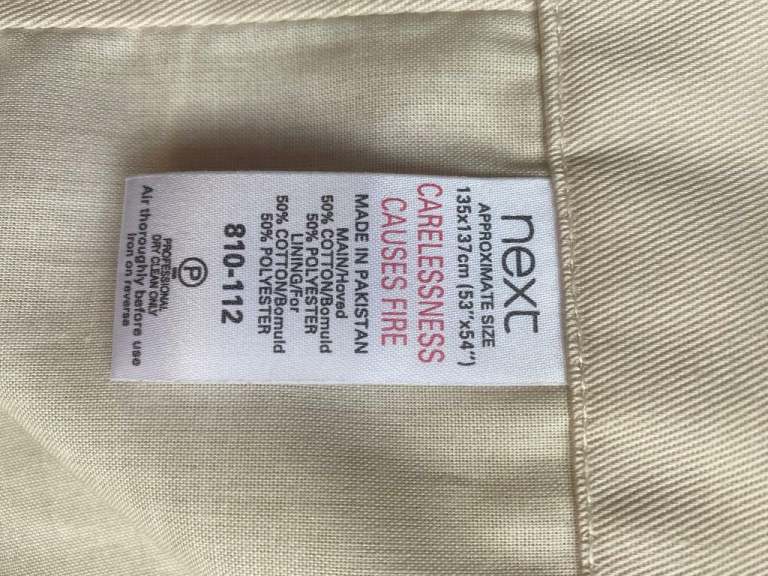 next
APPROXIMATE SIZE
135x137cm (53"x54")
CARELESSNESS
CAUSES FIRE
MADE IN PAKISTAN
MAIN/Hoved
50% COTTON/Bomuld
50% POLYESTER
LINING/For
50% COTTON/Bomuld
50% POLYESTER
810-112
P
PROFESSIONAL
DRY CLEAN ONLY
Air thoroughly before use
Iron on reverse